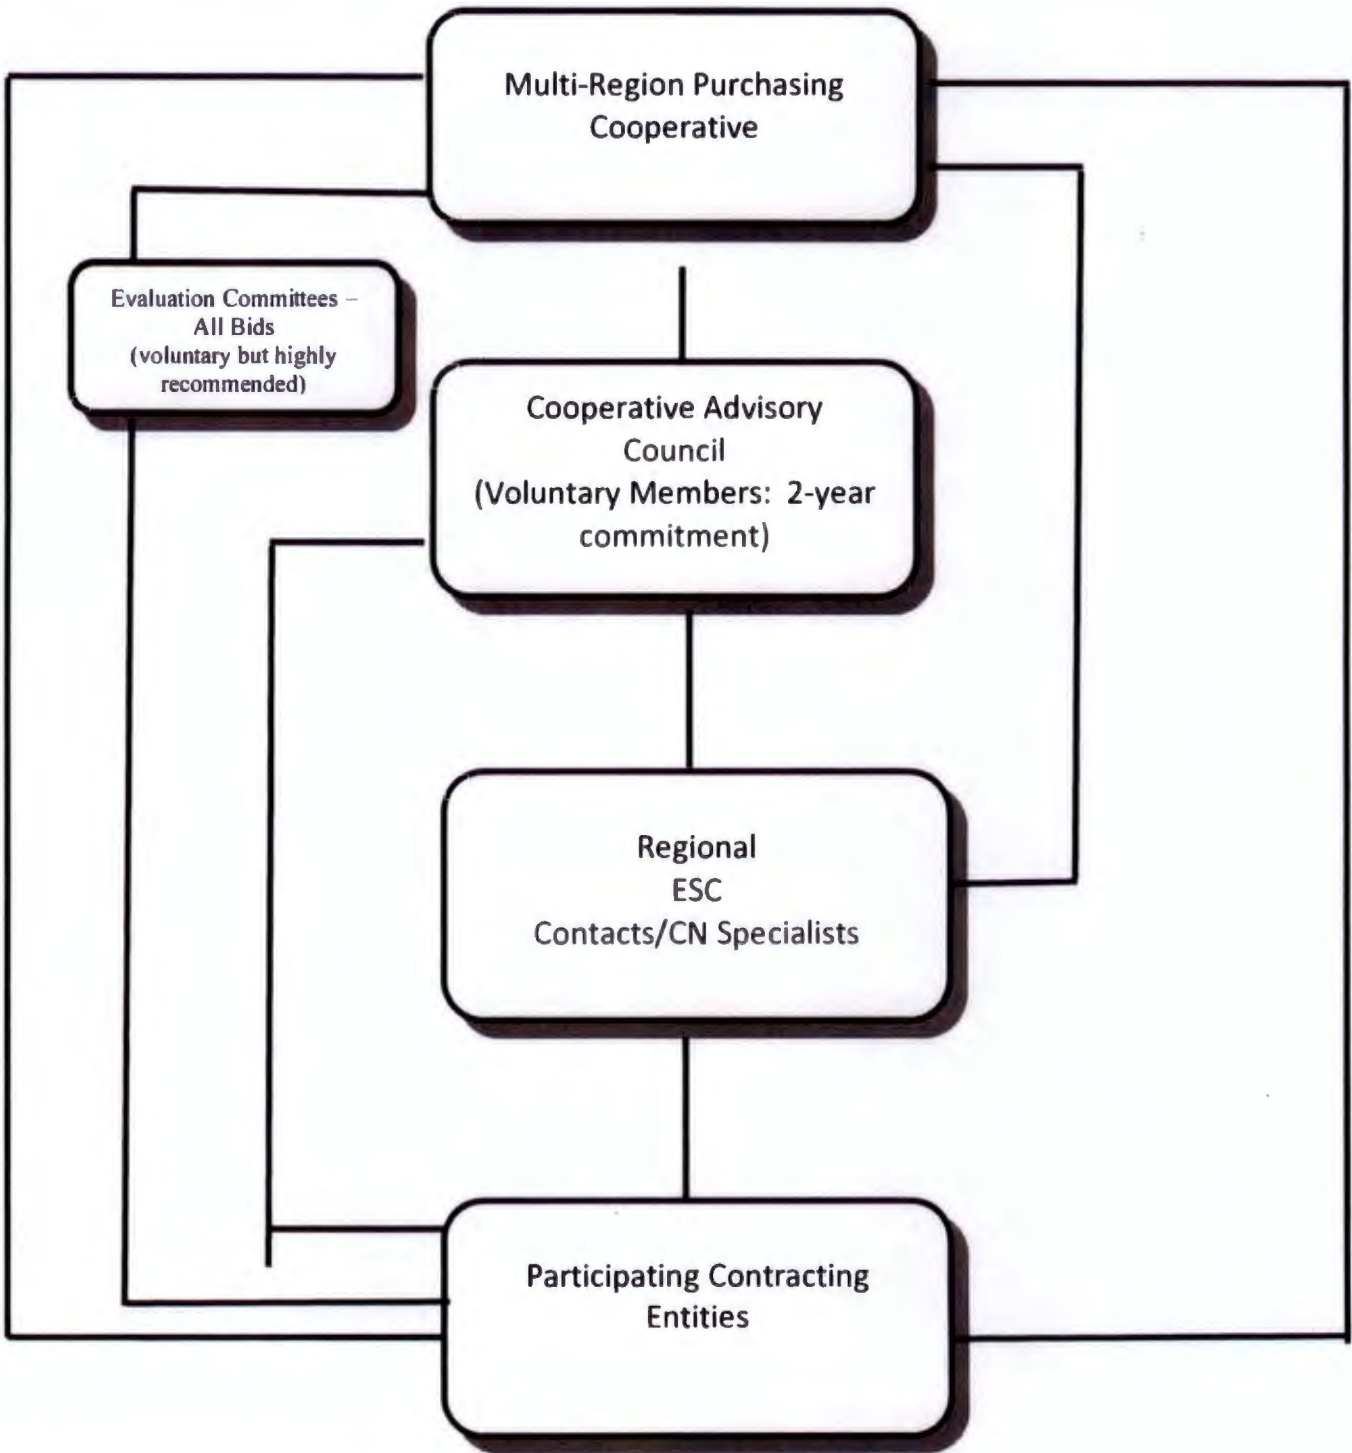 Multi-Region Purchasing
Cooperative
Evaluation Committees –
All Bids
(voluntary but highly
recommended)
Cooperative Advisory
Council
(Voluntary Members:  2-year
commitment)
Regional
ESC
Contacts/CN Specialists
Participating Contracting
Entities